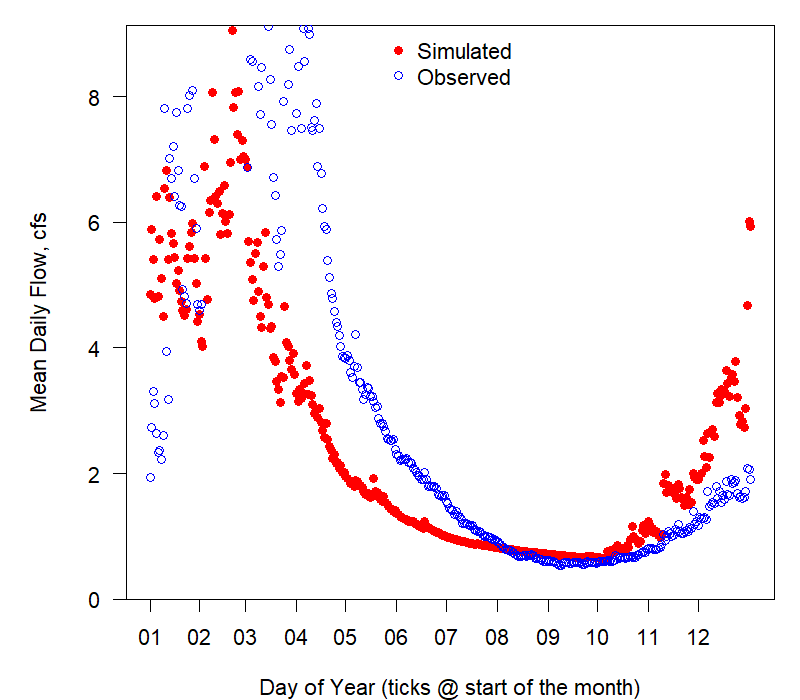 Simulated
Observed
Mean Daily Flow, cfs
8
6
4
2
0
01 02 03 04 05 06 07 08 09 10 11 12
Day of Year (ticks @ start of the month)